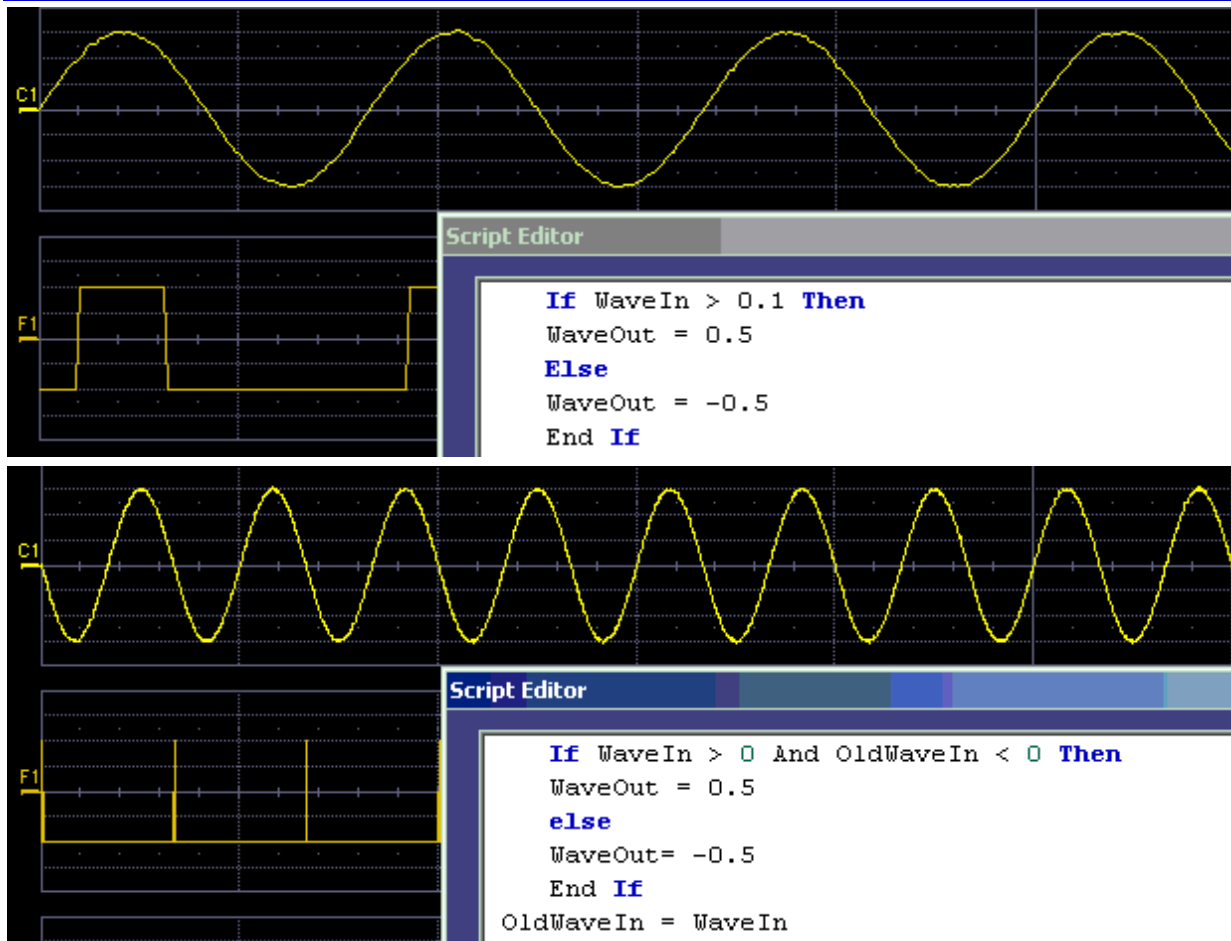 C1
Script Editor
F1
If WaveIn > 0.1 Then
WaveOut = 0.5
Else
WaveOut = -0.5
End If
C1
Script Editor
F1
If WaveIn > 0 And OldWaveIn < 0 Then
WaveOut = 0.5
else
WaveOut= -0.5
End If
OldWaveIn = WaveIn